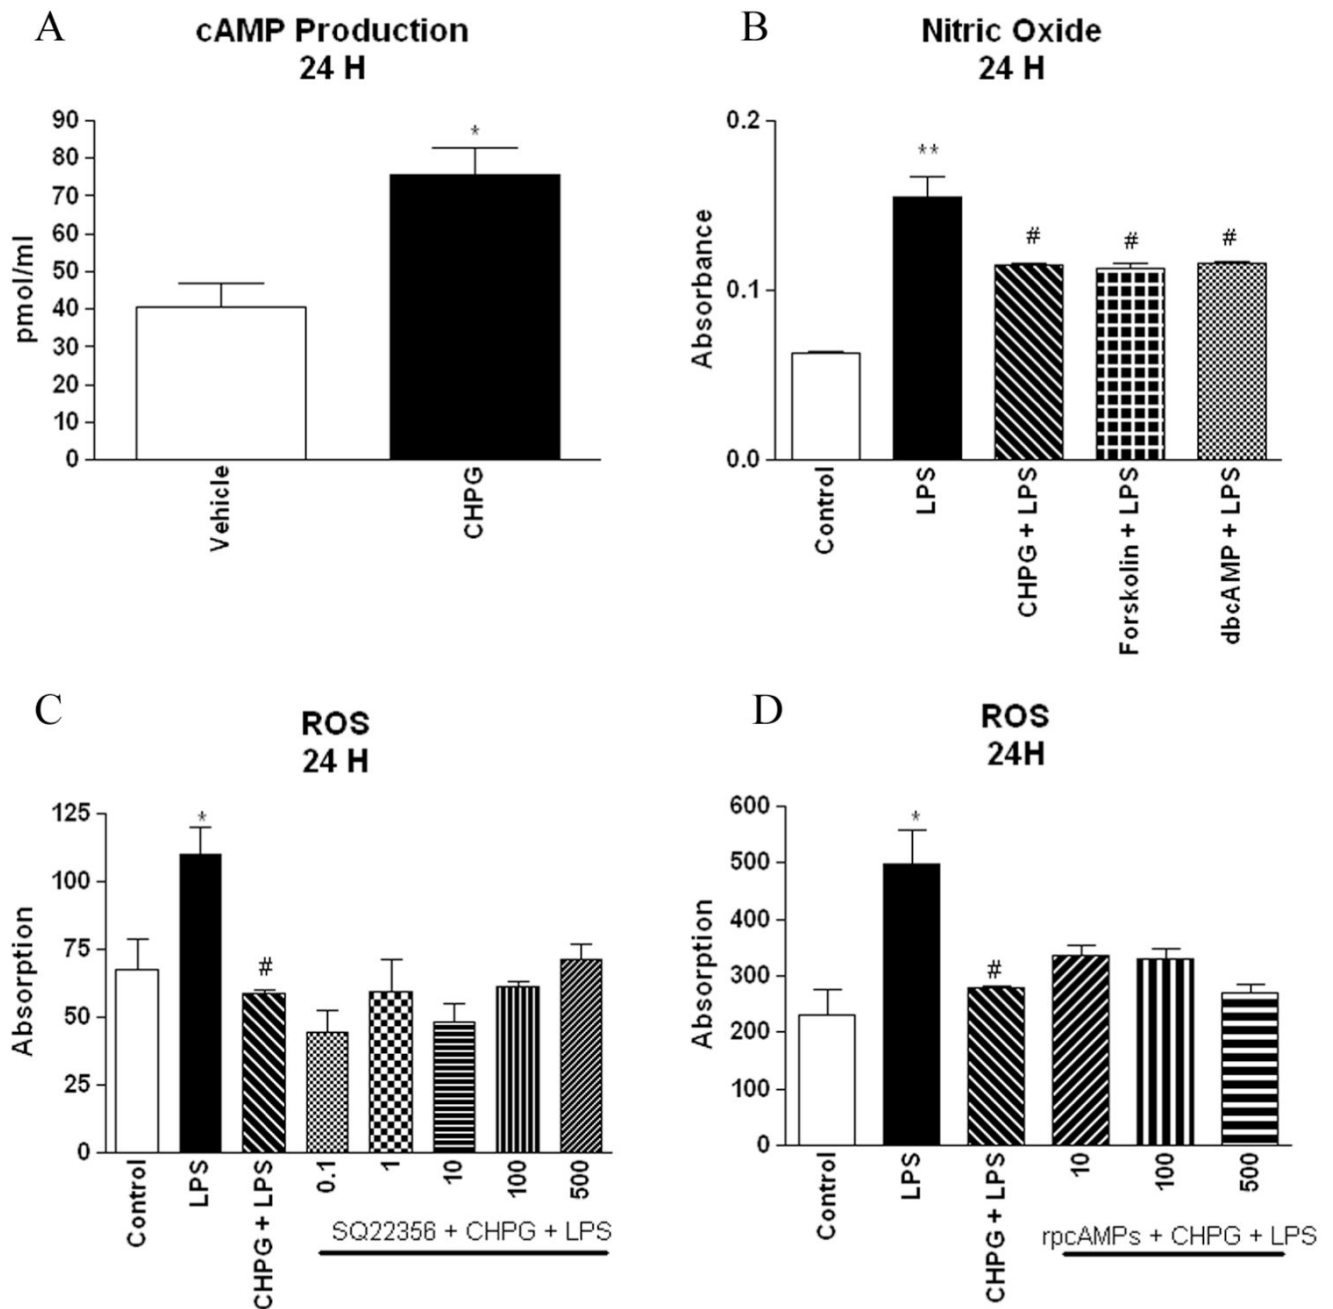 A
cAMP Production
24 H
90
80
70
60
50
40
30
20
10
0
pmol/ml
*
Vehicle
CHPG
B
Nitric Oxide
24 H
0.2
0.1
0.0
Absorbance
**
#
#
#
Control
LPS
CHPG + LPS
Forskolin + LPS
dbcAMP + LPS
C
ROS
24 H
125
100
75
50
25
0
Absorption
*
#
Control
LPS
CHPG + LPS
0.1
1
10
100
500
SQ22356 + CHPG + LPS
D
ROS
24H
600
500
400
300
200
100
0
Absorption
*
#
Control
LPS
CHPG + LPS
10
100
500
rpcAMPs + CHPG + LPS